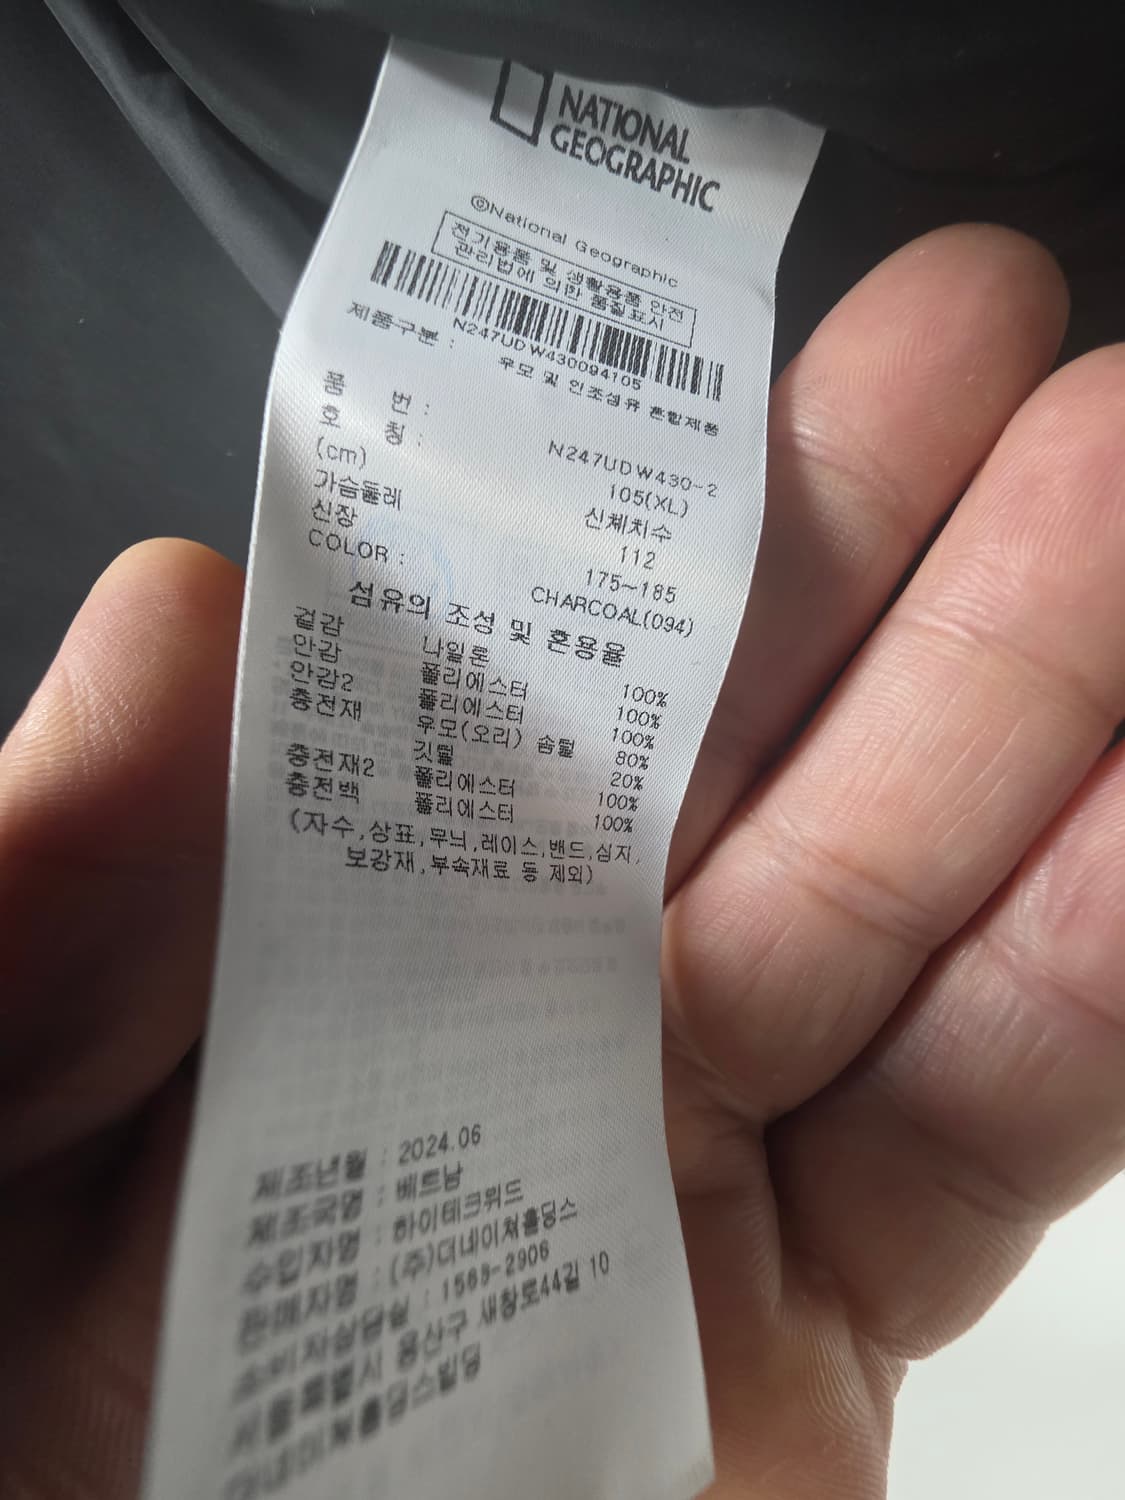 NATIONAL
GEOGRAPHIC
©National Geographic
전기용품 및 생활용품 안전
관리법에 의한 품질표시
N247UDW430094105
제품구분 : 우모 및 인조섬유 혼합제품
품 번 : N247UDW430-2
호 칭 : 105(XL)
(cm) 신체치수
가슴둘레 112
신장 175~185
COLOR : CHARCOAL(094)
섬유의 조성 및 혼용율
겉감 나일론 100%
안감 폴리에스터 100%
안감2 폴리에스터 100%
충전재 우모(오리) 솜털 80%
깃털 20%
충전재2 폴리에스터 100%
충전백 폴리에스터 100%
(자수,상표,무늬,레이스,밴드,심지,
보강재,부속재료 등 제외)
제조년월 : 2024.06
제조국명 : 베트남
수입자명 : 하이테크위드
판매자명 : (주)더네이쳐홀딩스
소비자상담실 : 1566-2906
서울특별시 용산구 새창로44길 10
더네이쳐홀딩스빌딩